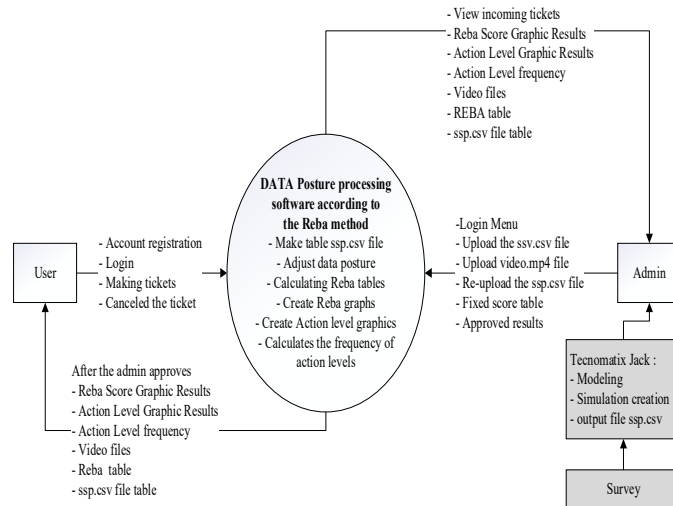 - View incoming tickets
- Reba Score Graphic Results
- Action Level Graphic Results
- Action Level frequency
- Video files
- REBA table
- ssp.csv file table
DATA Posture processing
software according to
the Reba method
- Make table ssp.csv file
- Adjust data posture
- Calculating Reba tables
- Create Reba graphs
- Create Action level graphics
- Calculates the frequency of
action levels
User
- Account registration
- Login
- Making tickets
- Canceled the ticket
-Login Menu
- Upload the ssv.csv file
- Upload video.mp4 file
- Re-upload the ssp.csv file
- Fixed score table
- Approved results
Admin
After the admin approves
- Reba Score Graphic Results
- Action Level Graphic Results
- Action Level frequency
- Video files
- Reba table
- ssp.csv file table
Tecnomatix Jack :
- Modeling
- Simulation creation
- output file ssp.csv
Survey